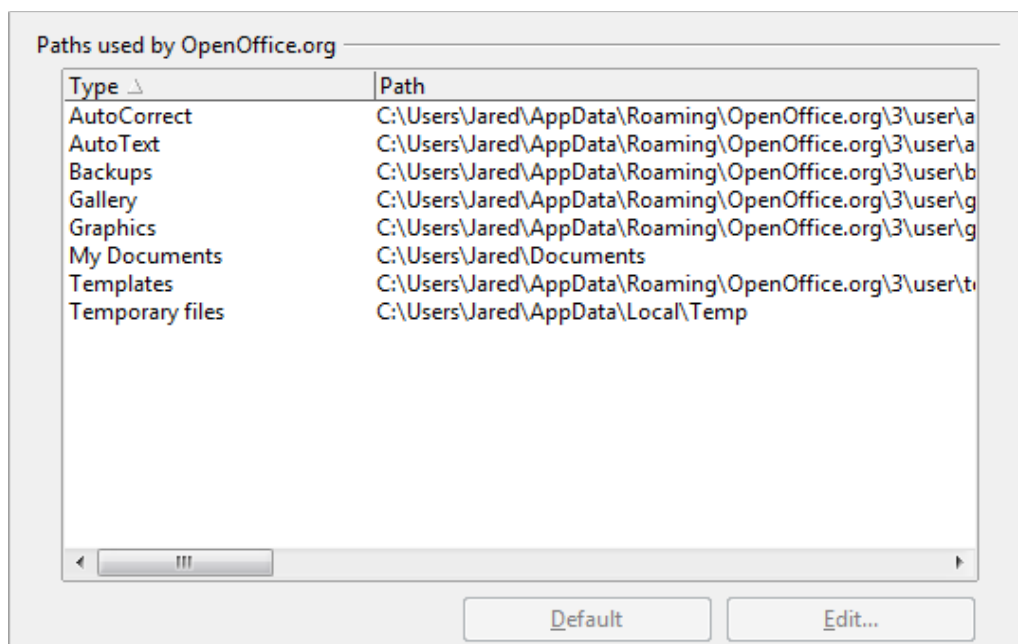 Paths used by OpenOffice.org
Type Path
AutoCorrect C:\Users\Jared\AppData\Roaming\OpenOffice.org\3\user\a
AutoText C:\Users\Jared\AppData\Roaming\OpenOffice.org\3\user\a
Backups C:\Users\Jared\AppData\Roaming\OpenOffice.org\3\user\b
Gallery C:\Users\Jared\AppData\Roaming\OpenOffice.org\3\user\g
Graphics C:\Users\Jared\AppData\Roaming\OpenOffice.org\3\user\g
My Documents C:\Users\Jared\Documents
Templates C:\Users\Jared\AppData\Roaming\OpenOffice.org\3\user\te
Temporary files C:\Users\Jared\AppData\Local\Temp
Default Edit...